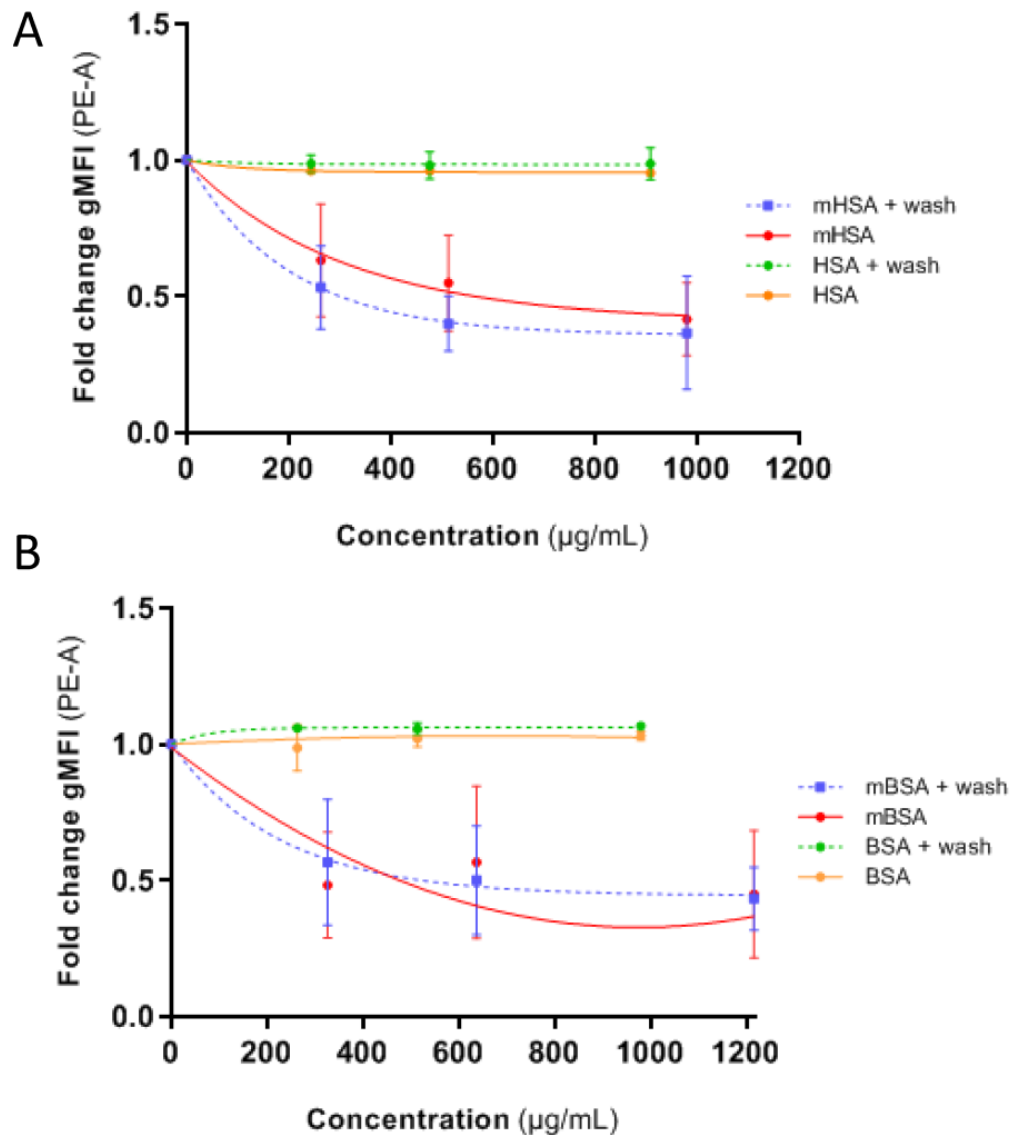 A
1.5
1.0
0.5
0.0
Fold change gMFI (PE-A)
0 200 400 600 800 1000 1200
Concentration (µg/mL)
mHSA + wash
mHSA
HSA + wash
HSA
B
1.5
1.0
0.5
0.0
Fold change gMFI (PE-A)
0 200 400 600 800 1000 1200
Concentration (µg/mL)
mBSA + wash
mBSA
BSA + wash
BSA